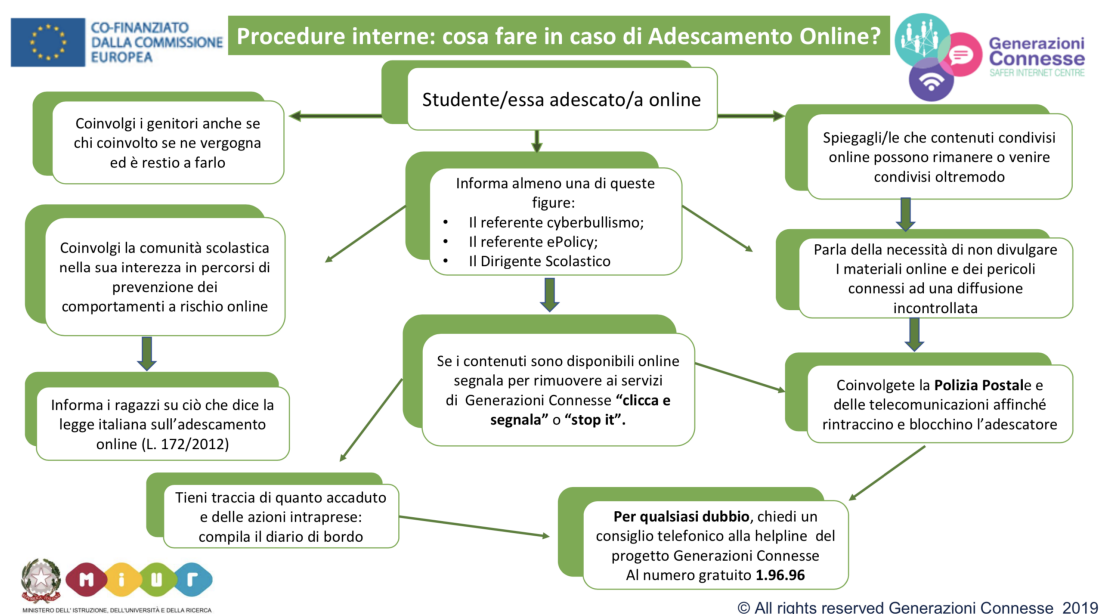 CO-FINANZIATO
DALLA COMMISSIONE
EUROPEA
Procedure interne: cosa fare in caso di Adescamento Online?
Generazioni
Connesse
SAFER INTERNET CENTRE
Studente/essa adescato/a online
Coinvolgi i genitori anche se
chi coinvolto se ne vergogna
ed è restio a farlo
Informa almeno una di queste
figure:
• Il referente cyberbullismo;
• Il referente ePolicy;
• Il Dirigente Scolastico
Spiegagli/le che contenuti condivisi
online possono rimanere o venire
condivisi oltremodo
Coinvolgi la comunità scolastica
nella sua interezza in percorsi di
prevenzione dei
comportamenti a rischio online
Parla della necessità di non divulgare
I materiali online e dei pericoli
connessi ad una diffusione
incontrollata
Se i contenuti sono disponibili online
segnala per rimuovere ai servizi
di Generazioni Connesse “clicca e
segnala” o “stop it”.
Informa i ragazzi su ciò che dice la
legge italiana sull’adescamento
online (L. 172/2012)
Coinvolgete la Polizia Postale e
delle telecomunicazioni affinché
rintraccino e blocchino l’adescatore
Tieni traccia di quanto accaduto
e delle azioni intraprese:
compila il diario di bordo
Per qualsiasi dubbio, chiedi un
consiglio telefonico alla helpline del
progetto Generazioni Connesse
Al numero gratuito 1.96.96
MIUR
MINISTERO DELL' ISTRUZIONE, DELL'UNIVERSITÀ E DELLA RICERCA
© All rights reserved Generazioni Connesse 2019